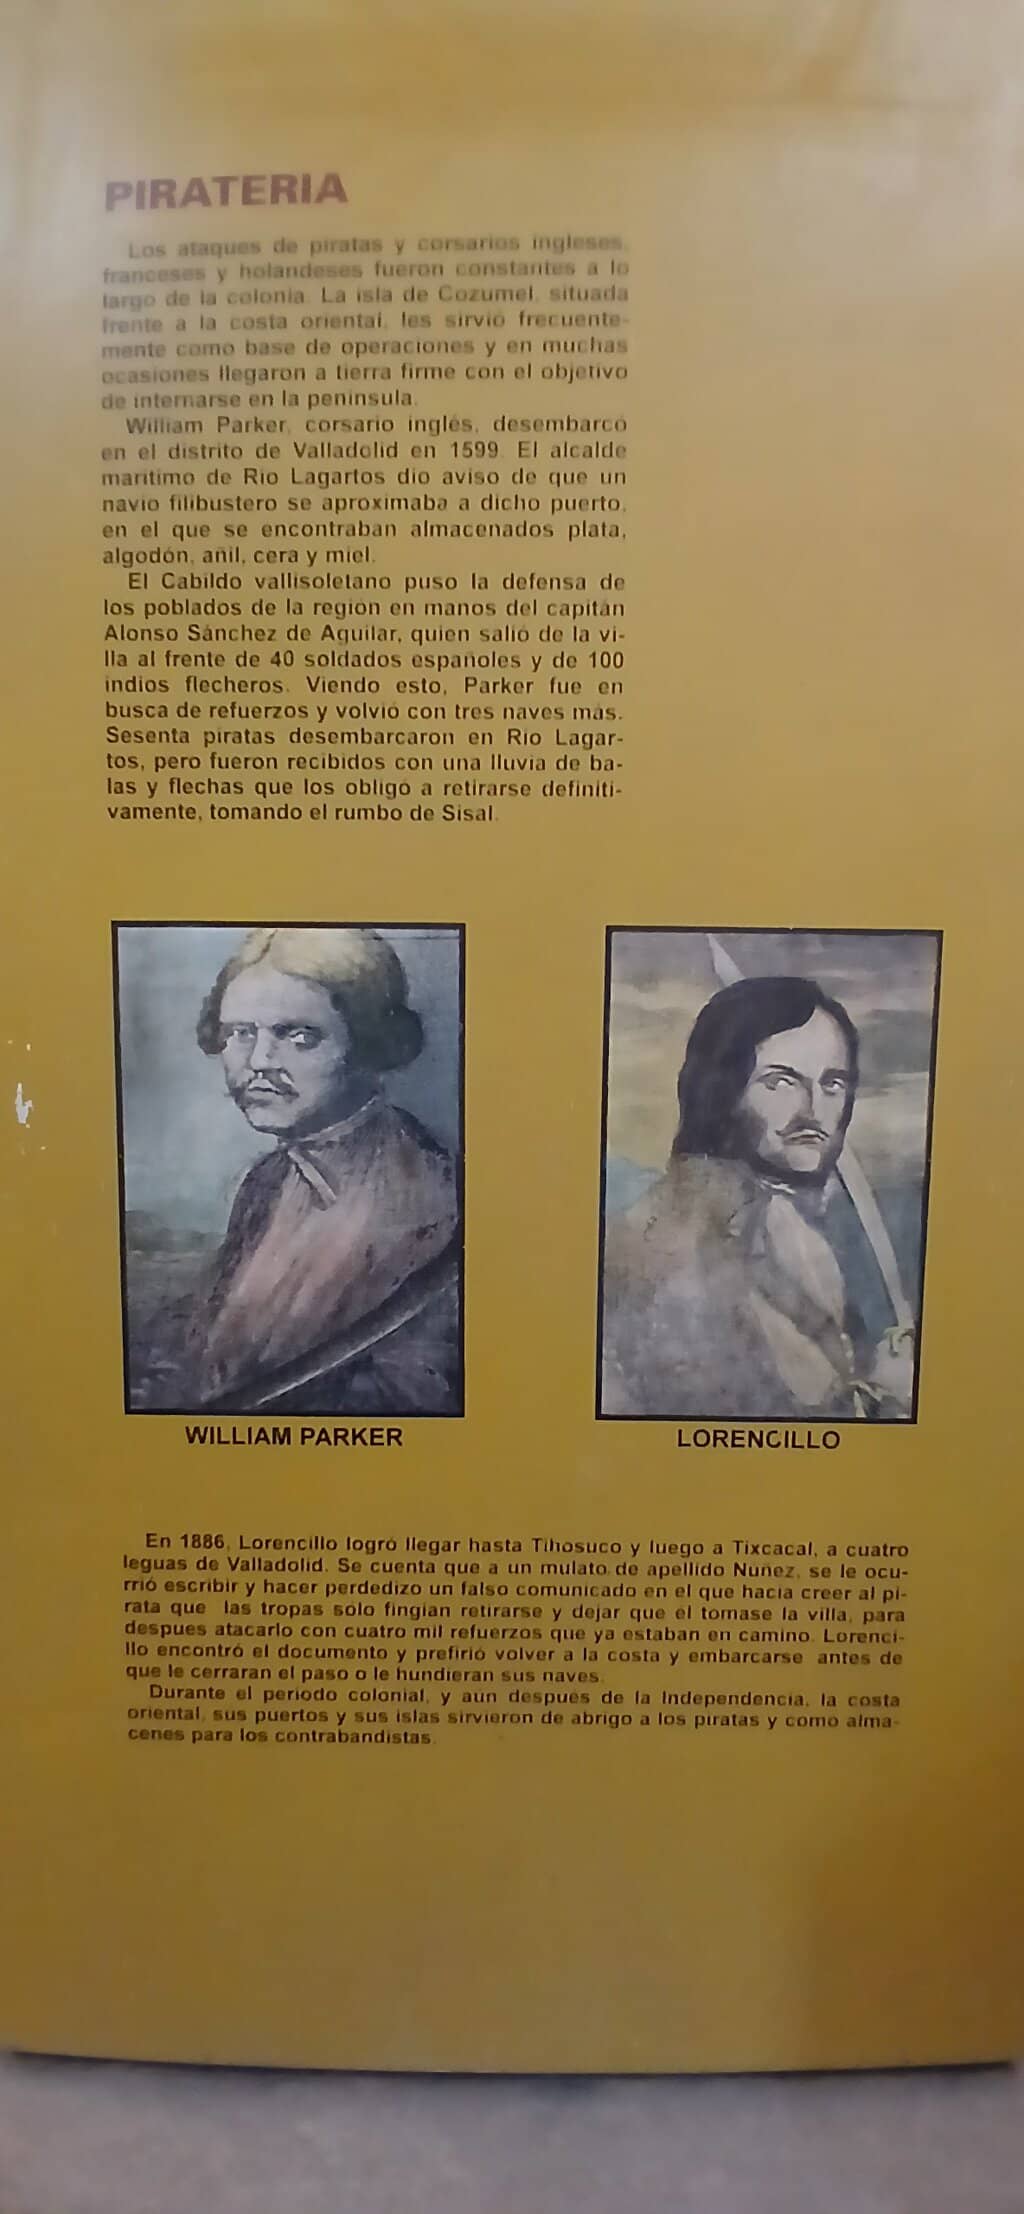 PIRATERIA
Los ataques de piratas y corsarios ingleses,
franceses y holandeses fueron constantes a lo
largo de la colonia. La isla de Cozumel, situada
frente a la costa oriental, les sirvió frecuente-
mente como base de operaciones y en muchas
ocasiones llegaron a tierra firme con el objetivo
de internarse en la península.
William Parker, corsario inglés, desembarcó
en el distrito de Valladolid en 1599. El alcalde
marítimo de Río Lagartos dio aviso de que un
navío filibustero se aproximaba a dicho puerto,
en el que se encontraban almacenados plata,
algodón, añil, cera y miel.
El Cabildo vallisoletano puso la defensa de
los poblados de la región en manos del capitán
Alonso Sánchez de Aguilar, quien salió de la vi-
lla al frente de 40 soldados españoles y de 100
indios flecheros. Viendo esto, Parker fue en
busca de refuerzos y volvió con tres naves más.
Sesenta piratas desembarcaron en Río Lagar-
tos, pero fueron recibidos con una lluvia de ba-
las y flechas que los obligó a retirarse definiti-
vamente, tomando el rumbo de Sisal.
WILLIAM PARKER
LORENCILLO
En 1886, Lorencillo logró llegar hasta Tihosuco y luego a Tixcacal, a cuatro
leguas de Valladolid. Se cuenta que a un mulato de apellido Núñez, se le ocu-
rrió escribir y hacer perdedizo un falso comunicado en el que hacía creer al pi-
rata que las tropas sólo fingían retirarse y dejar que él tomase la villa, para
despues atacarlo con cuatro mil refuerzos que ya estaban en camino. Lorenci-
llo encontró el documento y prefirió volver a la costa y embarcarse antes de
que le cerraran el paso o le hundieran sus naves.
Durante el período colonial, y aun después de la Independencia, la costa
oriental, sus puertos y sus islas sirvieron de abrigo a los piratas y como alma-
cenes para los contrabandistas.